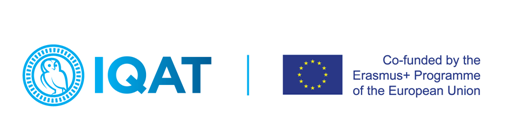 IQAT
Co-funded by the
Erasmus+ Programme
of the European Union